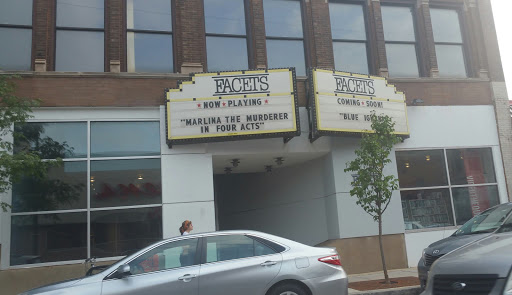 FACETS
NOW PLAYING
"MARLINA THE MURDERER
IN FOUR ACTS"
FACETS
COMING SOON!
"BLUE